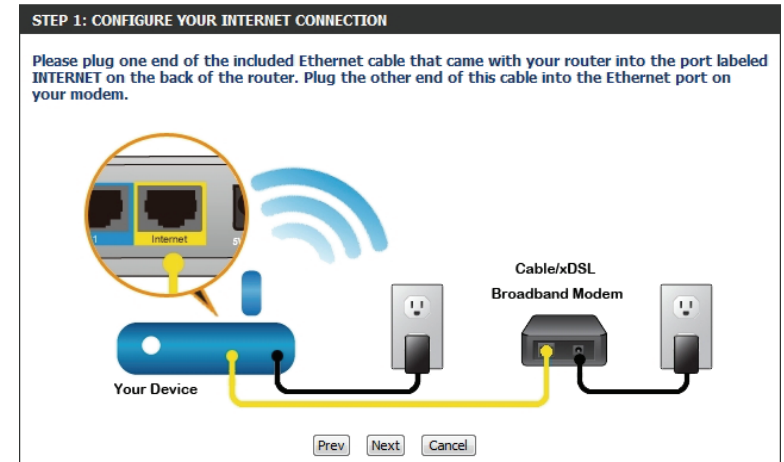 STEP 1: CONFIGURE YOUR INTERNET CONNECTION
Please plug one end of the included Ethernet cable that came with your router into the port labeled
INTERNET on the back of the router. Plug the other end of this cable into the Ethernet port on
your modem.
1
Internet
5V
Cable/xDSL
Broadband Modem
Your Device
Prev
Next
Cancel